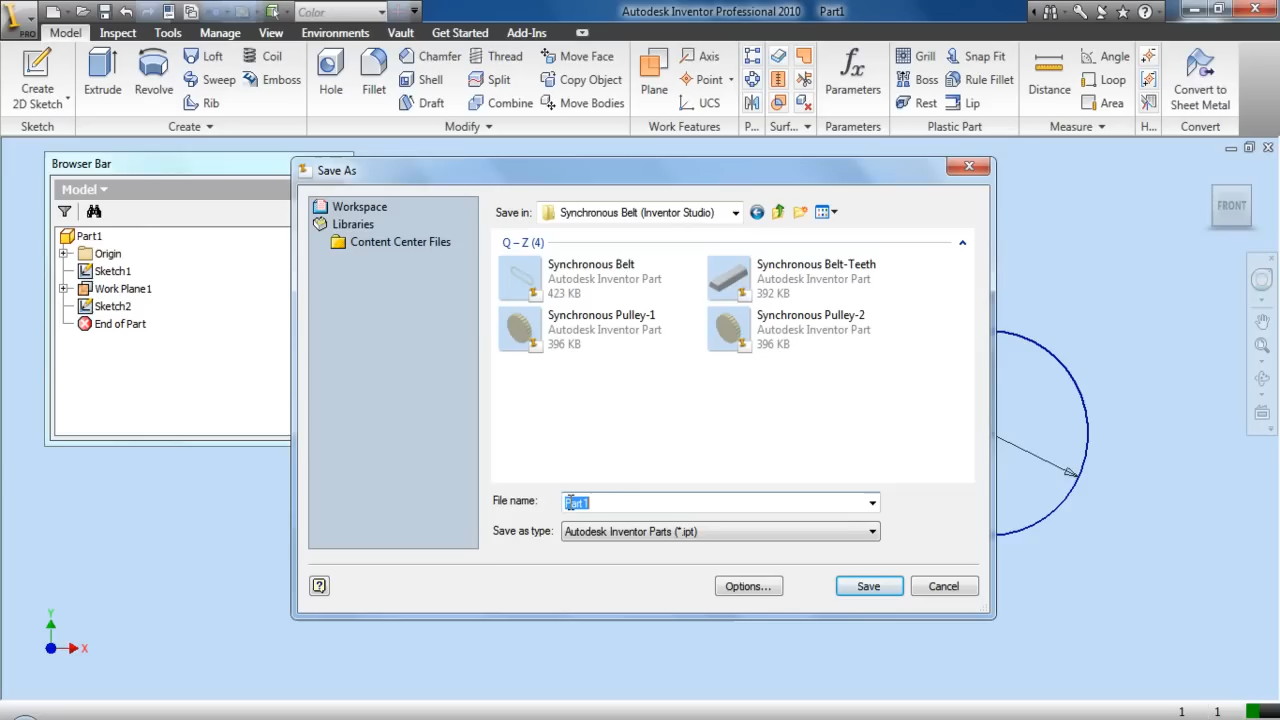 Color
Autodesk Inventor Professional 2010 Part1
PRO
Model Inspect Tools Manage View Environments Vault Get Started Add-Ins
Create
2D Sketch
Extrude
Revolve
Loft
Coil
Sweep
Emboss
Rib
Hole
Fillet
Chamfer
Thread
Move Face
Shell
Split
Copy Object
Draft
Combine
Move Bodies
Plane
Axis
Point
UCS
fx
Parameters
Grill
Snap Fit
Boss
Rule Fillet
Rest
Lip
Distance
Angle
Loop
Area
Convert to
Sheet Metal
Sketch Create Modify Work Features P... Surf... Parameters Plastic Part Measure H... Convert
Browser Bar
Model
Part1
Origin
Sketch1
Work Plane1
Sketch2
End of Part
Save As
Workspace
Libraries
Content Center Files
Save in: Synchronous Belt (Inventor Studio)
Q – Z (4)
Synchronous Belt
Autodesk Inventor Part
423 KB
Synchronous Belt-Teeth
Autodesk Inventor Part
392 KB
Synchronous Pulley-1
Autodesk Inventor Part
396 KB
Synchronous Pulley-2
Autodesk Inventor Part
396 KB
File name: Part1
Save as type: Autodesk Inventor Parts (*.ipt)
Options... Save Cancel
FRONT
Y
X
1 1